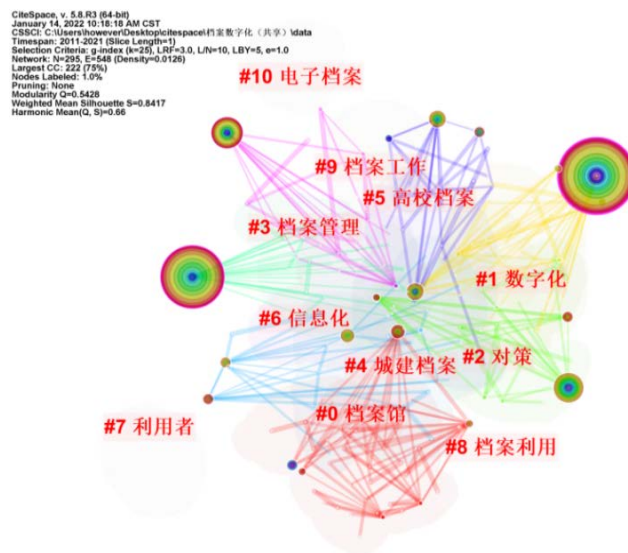 CiteSpace, v. 5.8.R3 (64-bit)
January 14, 2022 10:18:18 AM CST
CSSCI: C:\Users\however\Desktop\citespace\档案数字化（共享）\data
Timespan: 2011-2021 (Slice Length=1)
Selection Criteria: g-index (k=25), LRF=3.0, L/N=10, LBY=5, e=1.0
Network: N=295, E=548 (Density=0.0126)
Largest CC: 222 (75%)
Nodes Labeled: 1.0%
Pruning: None
Modularity Q=0.5428
Weighted Mean Silhouette S=0.8417
Harmonic Mean(Q, S)=0.66
#10 电子档案
#9 档案工作
#5 高校档案
#3 档案管理
#1 数字化
#6 信息化
#2 对策
#4 城建档案
#0 档案馆
#7 利用者
#8 档案利用